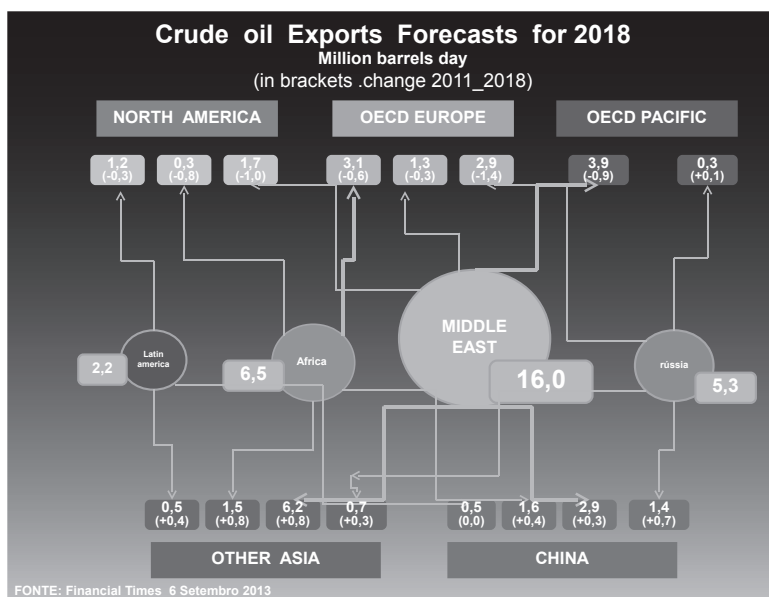 Crude oil Exports Forecasts for 2018
Million barrels day
(in brackets .change 2011_2018)
NORTH AMERICA
OECD EUROPE
OECD PACIFIC
1,2
(-0,3)
0,3
(-0,8)
1,7
(-1,0)
3,1
(-0,6)
1,3
(-0,3)
2,9
(-1,4)
3,9
(-0,9)
0,3
(+0,1)
Latin
america
2,2
Africa
6,5
MIDDLE
EAST
16,0
rússia
5,3
0,5
(+0,4)
1,5
(+0,8)
6,2
(+0,8)
0,7
(+0,3)
0,5
(0,0)
1,6
(+0,4)
2,9
(+0,3)
1,4
(+0,7)
OTHER ASIA
CHINA
FONTE: Financial Times 6 Setembro 2013